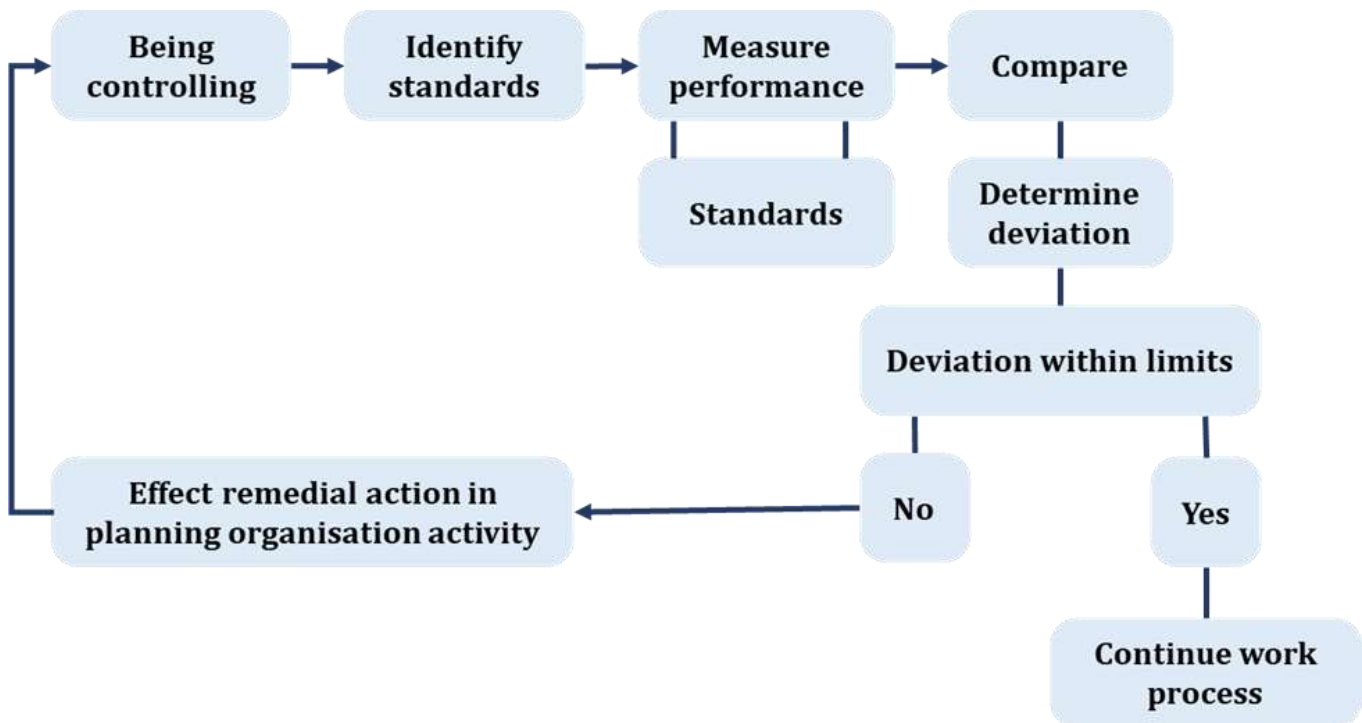 Being
controlling
Identify
standards
Measure
performance
Compare
Standards
Determine
deviation
Deviation within limits
No
Yes
Effect remedial action in
planning organisation activity
Continue work
process